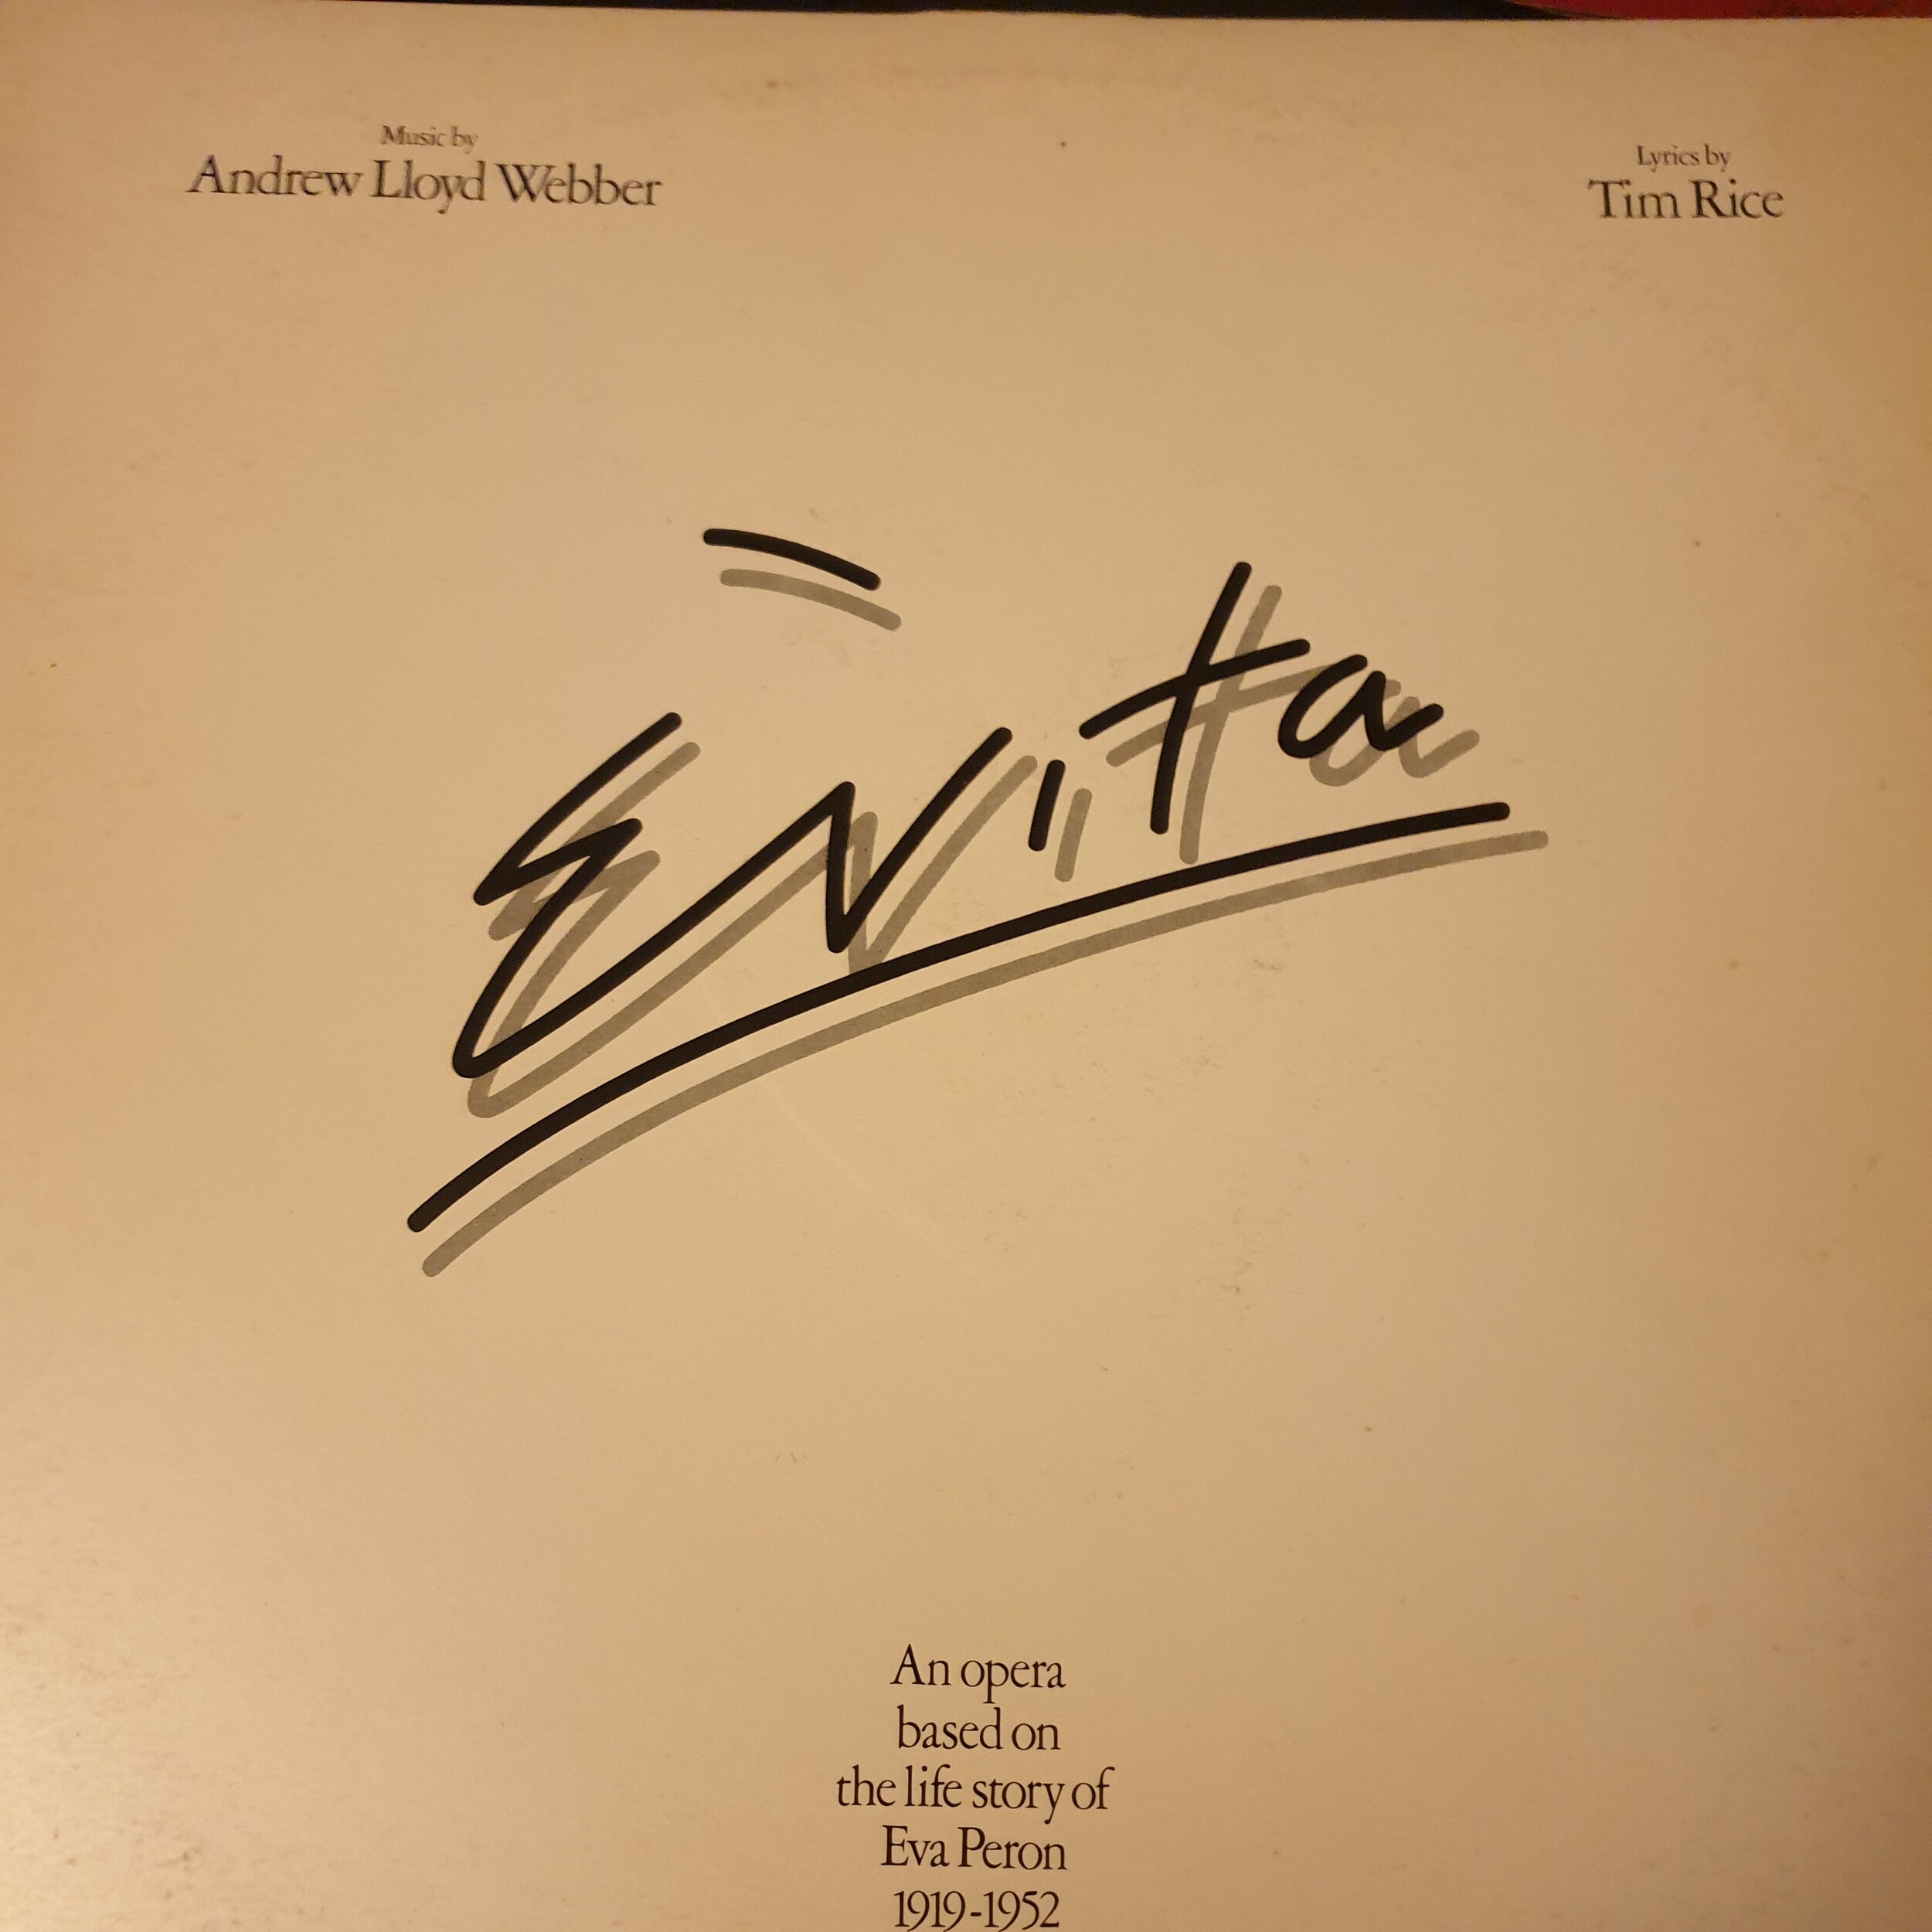 Music by
Andrew Lloyd Webber
Lyrics by
Tim Rice
Evita
An opera
based on
the life story of
Eva Peron
1919-1952